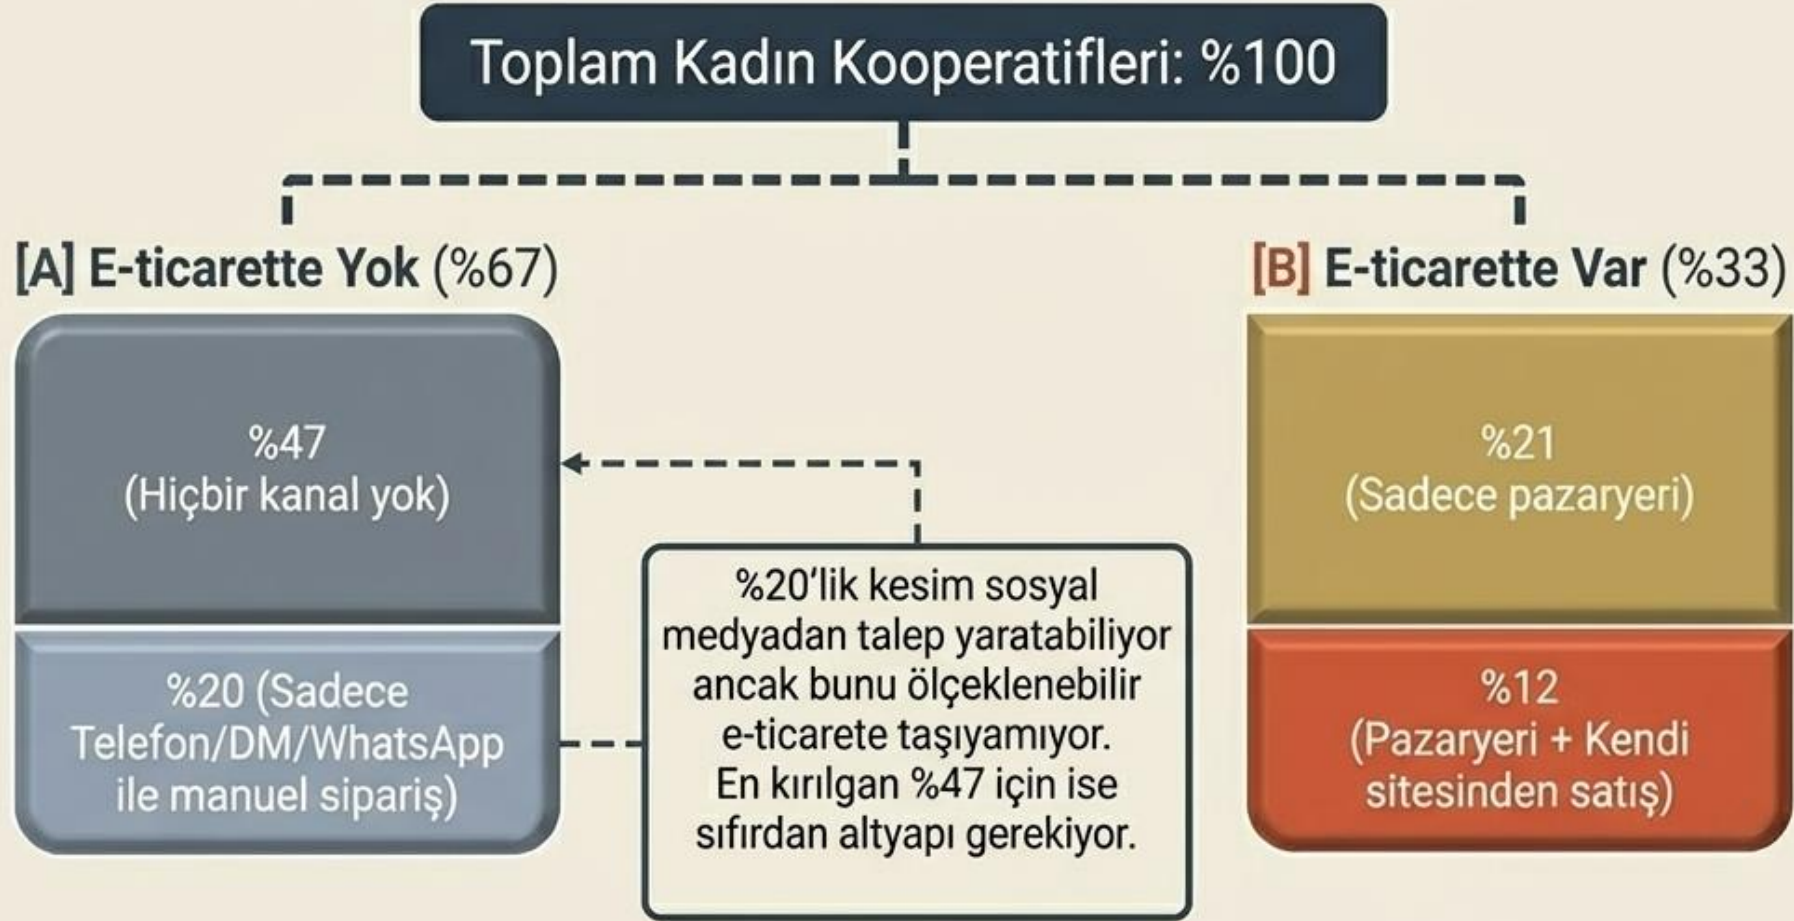 Toplam Kadın Kooperatifleri: %100
[A] E-ticarette Yok (%67)
%47
(Hiçbir kanal yok)
%20 (Sadece
Telefon/DM/WhatsApp
ile manuel sipariş)
%20'lik kesim sosyal
medyadan talep yaratabiliyor
ancak bunu ölçeklenebilir
e-ticarete taşıyamıyor.
En kırılgan %47 için ise
sıfırdan altyapı gerekiyor.
[B] E-ticarette Var (%33)
%21
(Sadece pazaryeri)
%12
(Pazaryeri + Kendi
sitesinden satış)